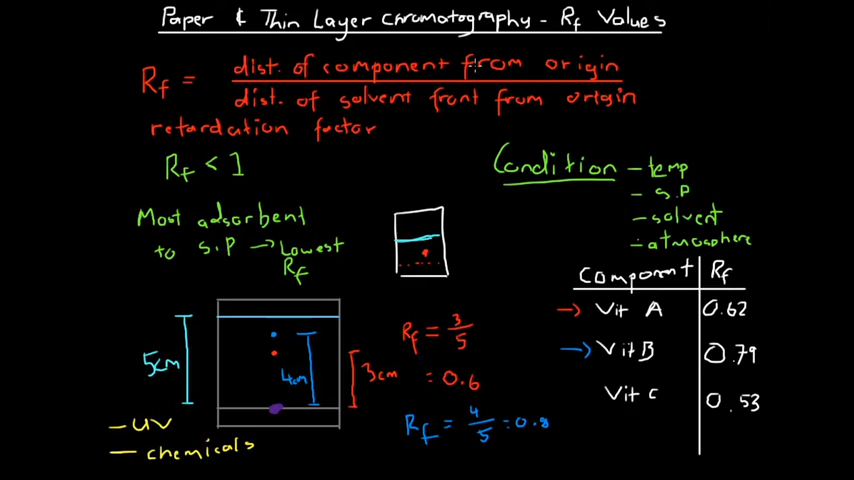 Paper & Thin Layer Chromatography - Rf Values
Rf = dist. of component from origin
dist. of solvent front from origin
retardation factor
Rf < 1
Condition - temp
- S.P
- solvent
- atmosphere
Most adsorbent
to S.P → Lowest
Rf
Component Rf
→ Vit A 0.62
→ Vit B 0.79
Vit C 0.53
5cm
4cm
3cm
Rf = 3/5
= 0.6
Rf = 4/5 = 0.8
- UV
- chemicals